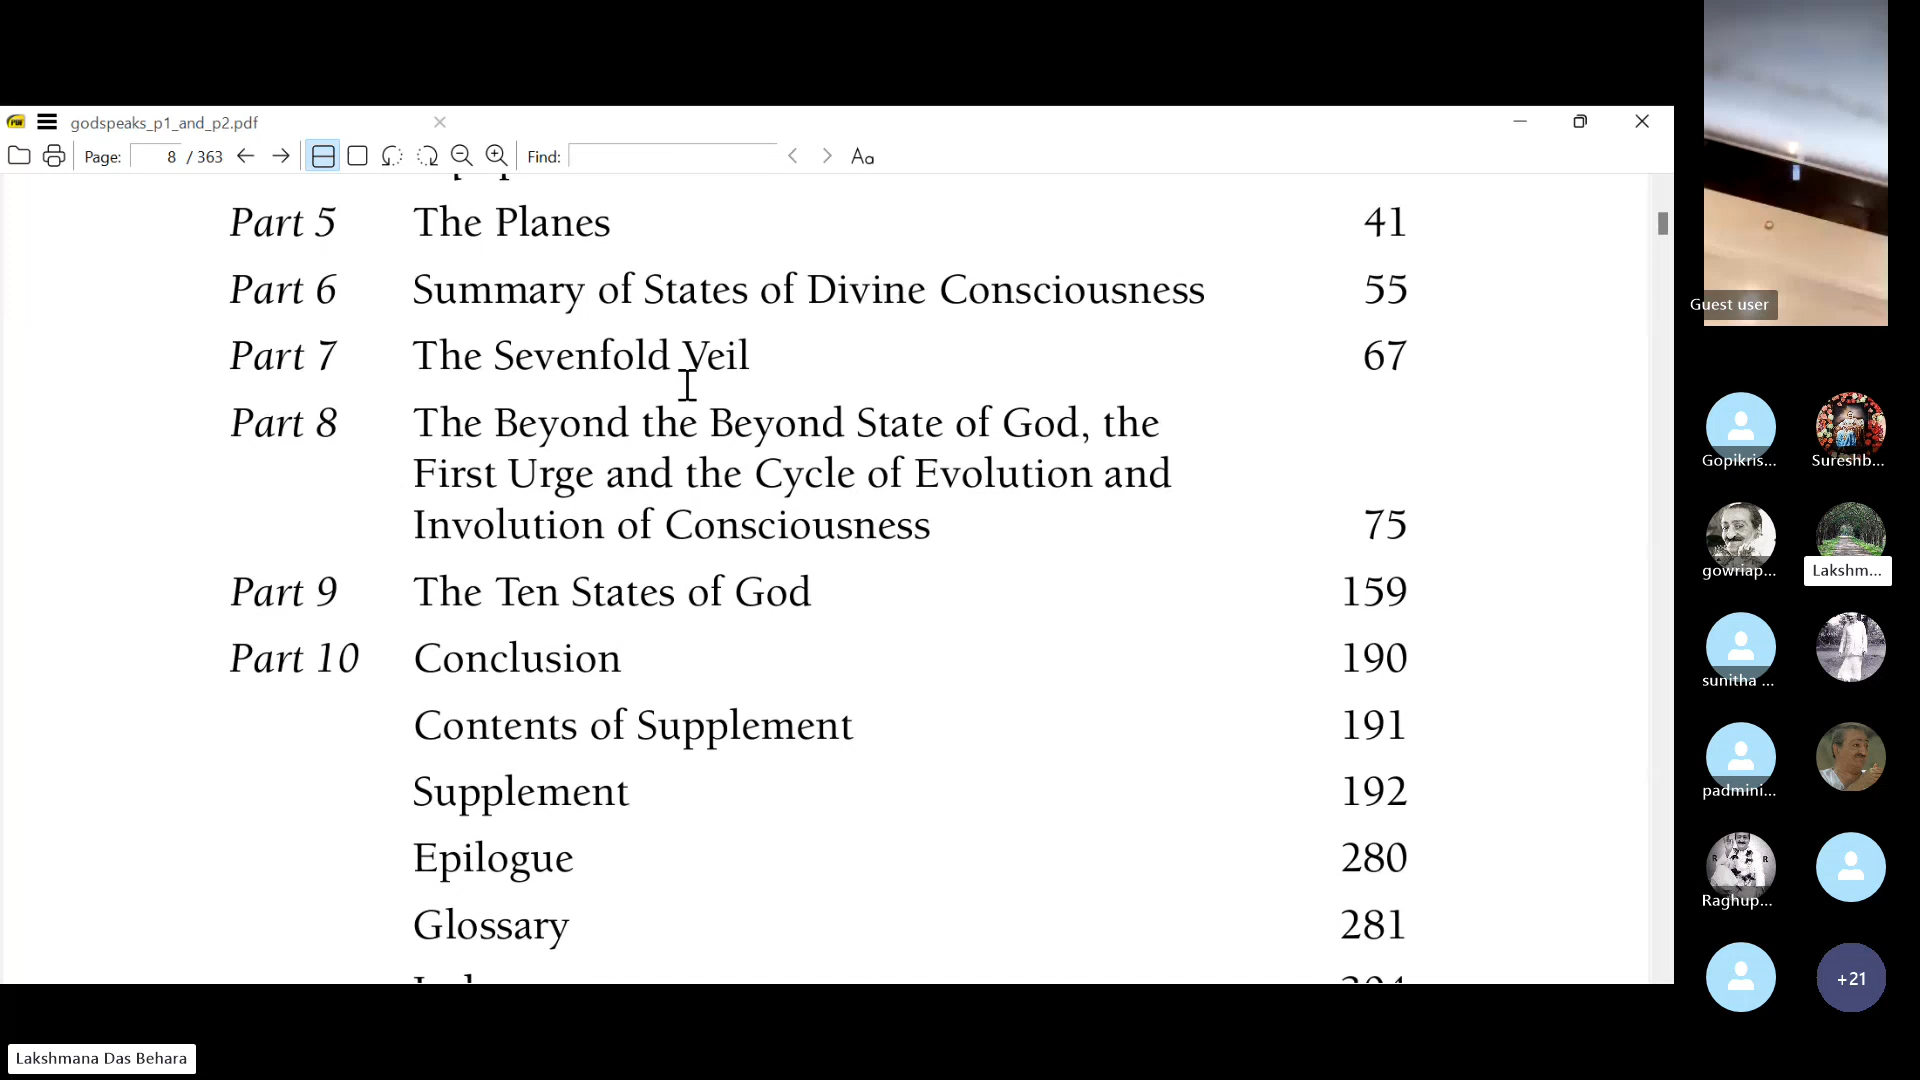 godspeaks_p1_and_p2.pdf
Page: 8 / 363 Find: Aa
Part 5 The Planes 41
Part 6 Summary of States of Divine Consciousness 55
Part 7 The Sevenfold Veil 67
Part 8 The Beyond the Beyond State of God, the
First Urge and the Cycle of Evolution and
Involution of Consciousness 75
Part 9 The Ten States of God 159
Part 10 Conclusion 190
Contents of Supplement 191
Supplement 192
Epilogue 280
Glossary 281
Guest user
Gopikris...
Sureshb...
gowriap...
Lakshm...
sunitha ...
padmini...
Raghup...
+21
Lakshmana Das Behara